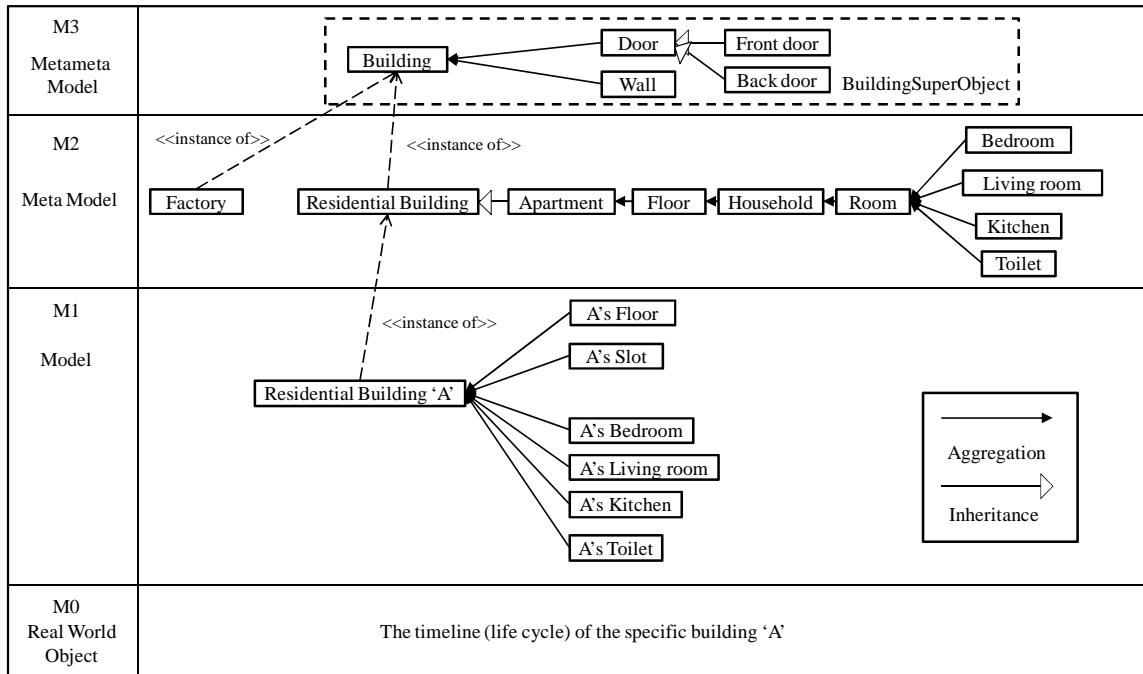 M3
Metameta
Model
Building
Door
Front door
Wall
Back door
BuildingSuperObject
M2
Meta Model
<<instance of>>
<<instance of>>
Factory
Residential Building
Apartment
Floor
Household
Room
Bedroom
Living room
Kitchen
Toilet
M1
Model
<<instance of>>
Residential Building ‘A’
A’s Floor
A’s Slot
A’s Bedroom
A’s Living room
A’s Kitchen
A’s Toilet
Aggregation
Inheritance
M0
Real World
Object
The timeline (life cycle) of the specific building ‘A’